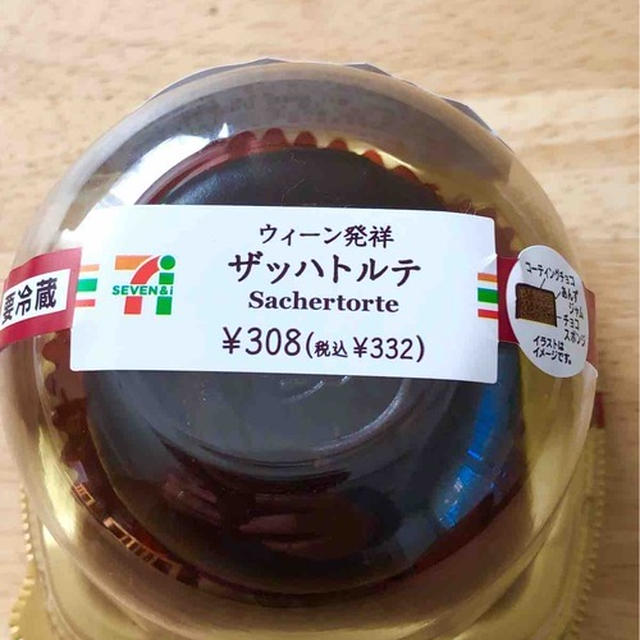 ウィーン発祥
ザッハトルテ
Sachertorte
¥308(税込 ¥332)
SEVEN&i
要冷蔵
コーティングチョコ
あんず
ジャム
チョコ
スポンジ
イラストは
イメージです。